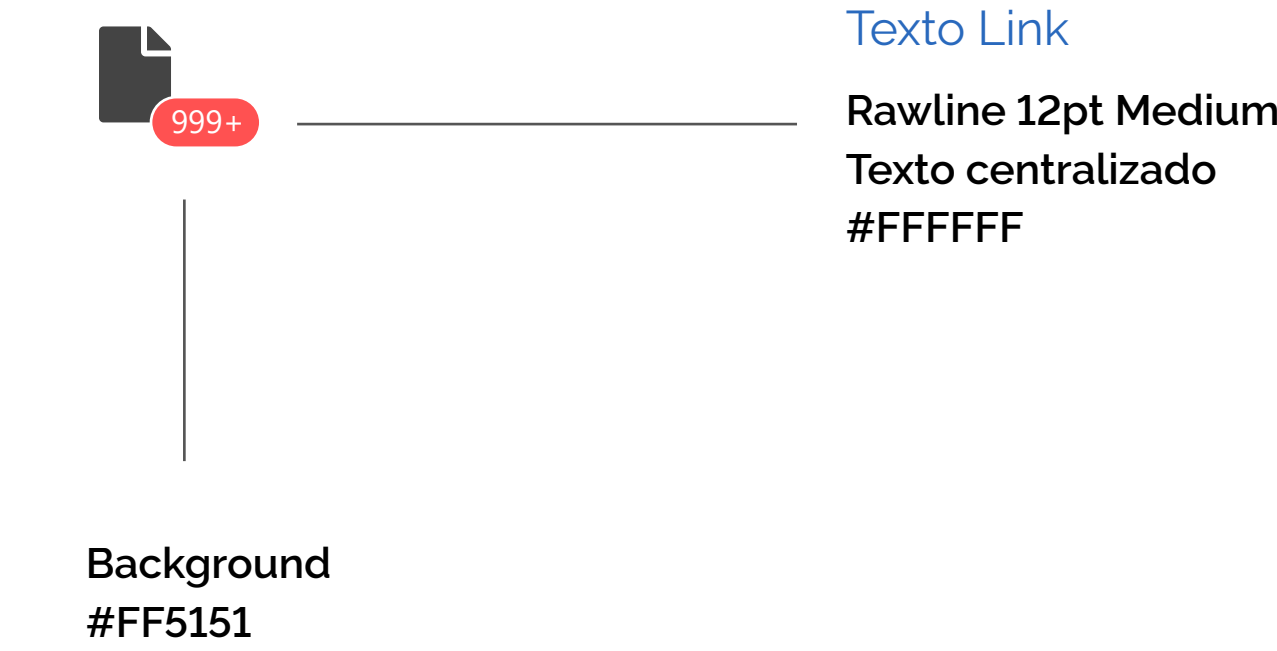 999+
Texto Link
Rawline 12pt Medium
Texto centralizado
#FFFFFF
Background
#FF5151